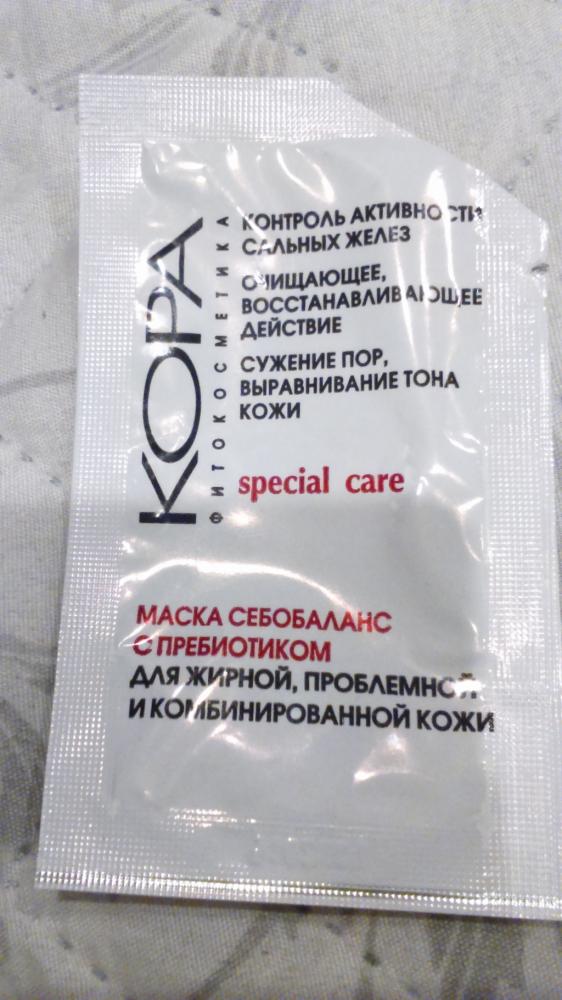 КОРА
ФИТОКОСМЕТИКА
КОНТРОЛЬ АКТИВНОСТИ
САЛЬНЫХ ЖЕЛЕЗ
ОЧИЩАЮЩЕЕ,
ВОССТАНАВЛИВАЮЩЕЕ
ДЕЙСТВИЕ
СУЖЕНИЕ ПОР,
ВЫРАВНИВАНИЕ ТОНА
КОЖИ
special care
МАСКА СЕБОБАЛАНС
С ПРЕБИОТИКОМ
ДЛЯ ЖИРНОЙ, ПРОБЛЕМНОЙ
И КОМБИНИРОВАННОЙ КОЖИ